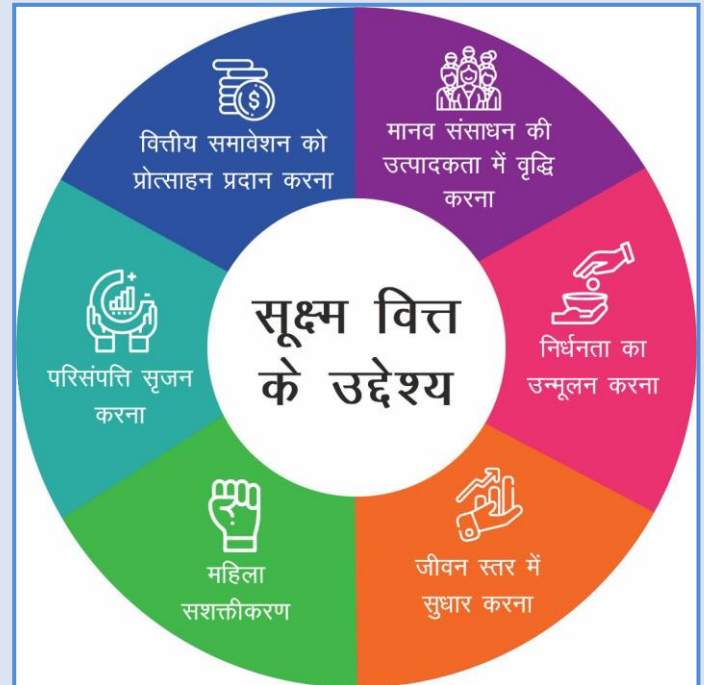 सूक्ष्म वित्त
के उद्देश्य
वित्तीय समावेशन को
प्रोत्साहन प्रदान करना
मानव संसाधन की
उत्पादकता में वृद्धि
करना
निर्धनता का
उन्मूलन करना
जीवन स्तर में
सुधार करना
महिला
सशक्तीकरण
परिसंपत्ति सृजन
करना